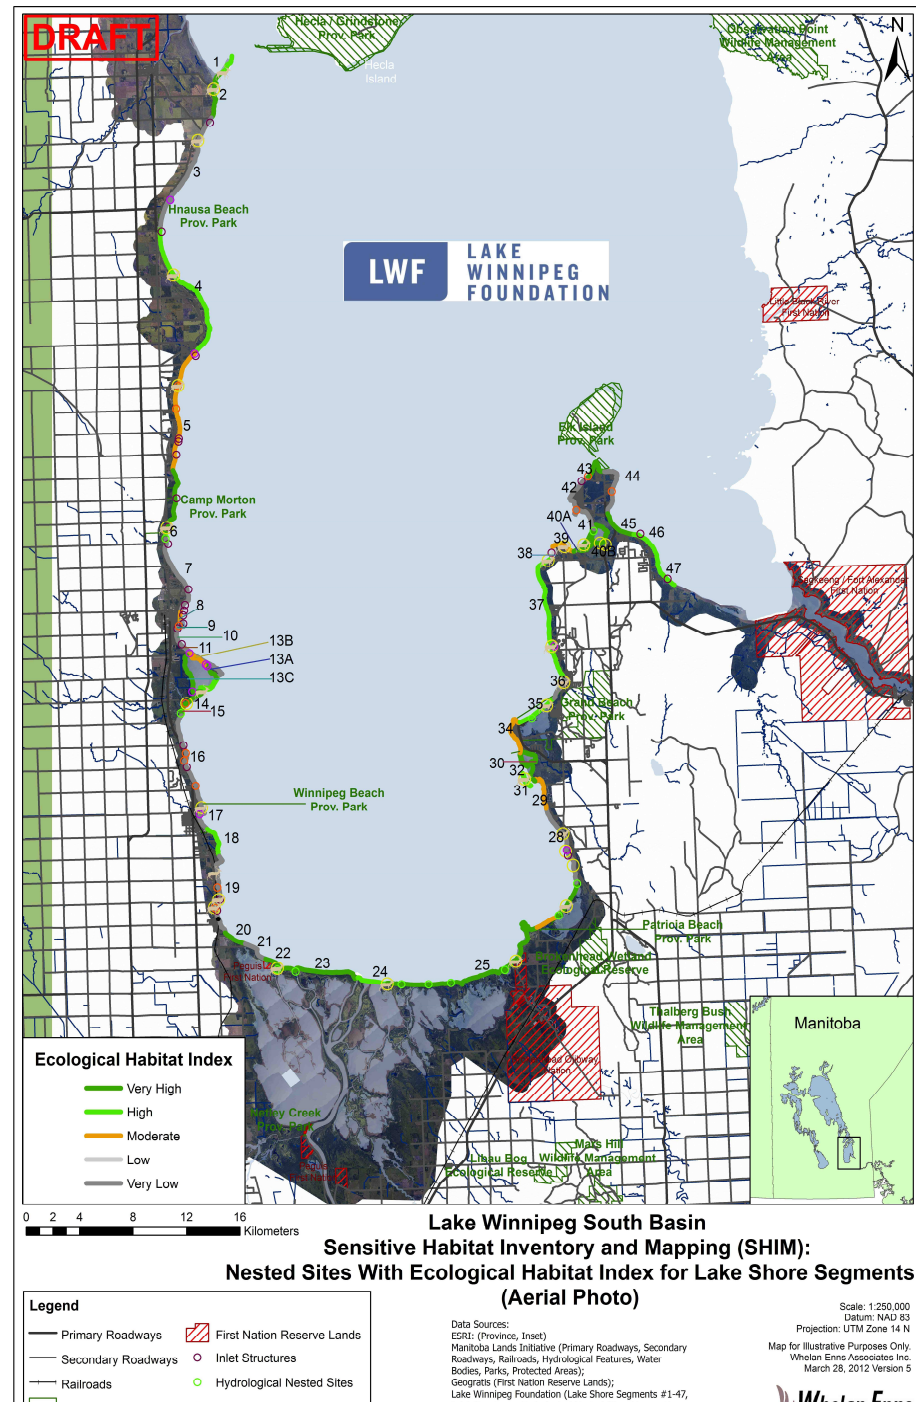 DRAFT
Hecla / Grindstone
Prov. Park
Hecla
Island
Observation Point
Wildlife Management
Area
N
1
2
3
Hnausa Beach
Prov. Park
4
LWF
LAKE
WINNIPEG
FOUNDATION
Little Black River
First Nation
5
Elk Island
Prov. Park
Camp Morton
Prov. Park
6
7
8
9
10
11
13B
13A
13C
14
15
16
43
44
42
40A
41
45
46
39
40B
38
47
37
Sagkeeng / Fort Alexander
First Nation
36
35
Grand Beach
Prov. Park
34
30
32
31
29
Winnipeg Beach
Prov. Park
17
18
28
19
20
21
22
23
24
25
Patricia Beach
Prov. Park
Brokenhead Wetland
Ecological Reserve
Peguis
First Nation
Thalberg Bush
Wildlife Management
Area
Ojibway
Nation
Netley Creek
Prov. Park
Peguis
First Nation
Libau Bog
Ecological Reserve
Mars Hill
Wildlife Management
Area
Manitoba
Ecological Habitat Index
Very High
High
Moderate
Low
Very Low
0 2 4 8 12 16
Kilometers
Lake Winnipeg South Basin
Sensitive Habitat Inventory and Mapping (SHIM):
Nested Sites With Ecological Habitat Index for Lake Shore Segments
(Aerial Photo)
Legend
Primary Roadways
Secondary Roadways
Railroads
First Nation Reserve Lands
Inlet Structures
Hydrological Nested Sites
Data Sources:
ESRI: (Province, Inset)
Manitoba Lands Initiative (Primary Roadways, Secondary
Roadways, Railroads, Hydrological Features, Water
Bodies, Parks, Protected Areas);
Geogratis (First Nation Reserve Lands);
Lake Winnipeg Foundation (Lake Shore Segments #1-47,
Scale: 1:250,000
Datum: NAD 83
Projection: UTM Zone 14 N
Map for Illustrative Purposes Only.
Whelan Enns Associates Inc.
March 28, 2012 Version 5
Whelan Enns